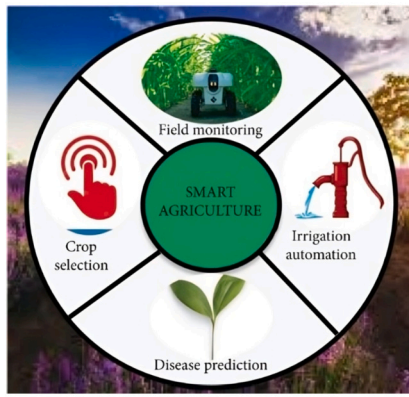 Field monitoring
SMART
AGRICULTURE
Crop
selection
Irrigation
automation
Disease prediction